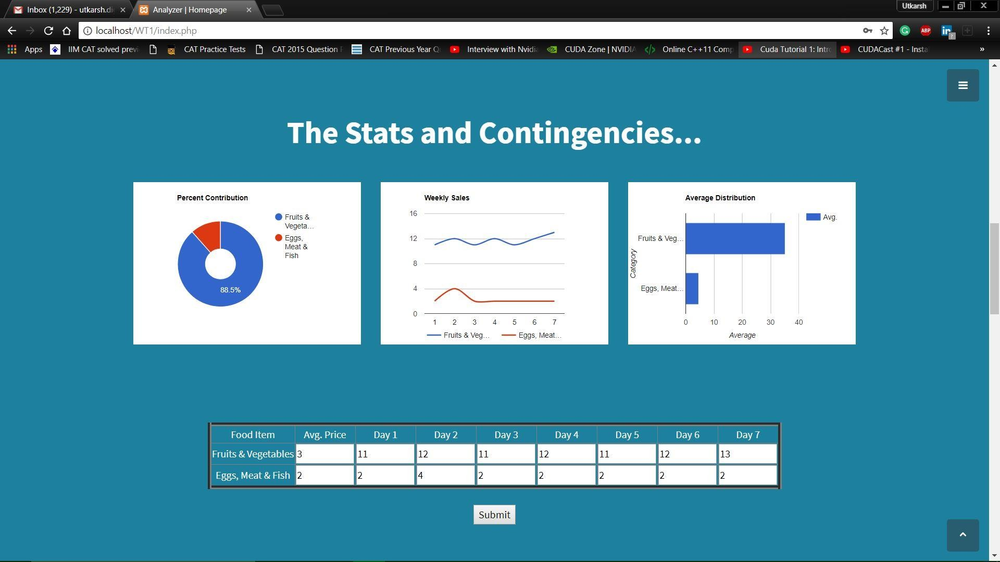 Inbox (1,229) - utkarsh.di
Analyzer | Homepage
Utkarsh
localhost/WT1/index.php
ABP
in
?
Apps
IIM CAT solved previ
CAT Practice Tests
CAT 2015 Question P
CAT Previous Year Qu
Interview with Nvidia
CUDA Zone | NVIDIA
Online C++11 Comp
Cuda Tutorial 1: Intro
CUDACast #1 - Instal
»
The Stats and Contingencies...
Percent Contribution
Fruits &
Vegeta...
Eggs,
Meat &
Fish
88.5%
Weekly Sales
16
12
8
4
0
1 2 3 4 5 6 7
Fruits & Veg... Eggs, Meat...
Average Distribution
Avg.
Fruits & Veg...
Category
Eggs, Meat...
0 10 20 30 40
Average
Food Item Avg. Price Day 1 Day 2 Day 3 Day 4 Day 5 Day 6 Day 7
Fruits & Vegetables 3 11 12 11 12 11 12 13
Eggs, Meat & Fish 2 2 4 2 2 2 2 2
Submit